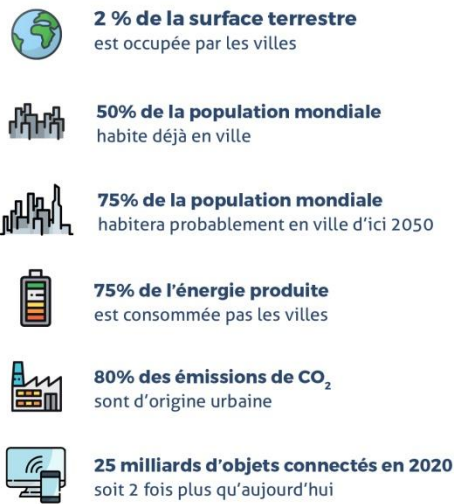 2 % de la surface terrestre
est occupée par les villes
50% de la population mondiale
habite déjà en ville
75% de la population mondiale
habitera probablement en ville d'ici 2050
75% de l'énergie produite
est consommée pas les villes
80% des émissions de CO₂
sont d'origine urbaine
25 milliards d'objets connectés en 2020
soit 2 fois plus qu'aujourd'hui